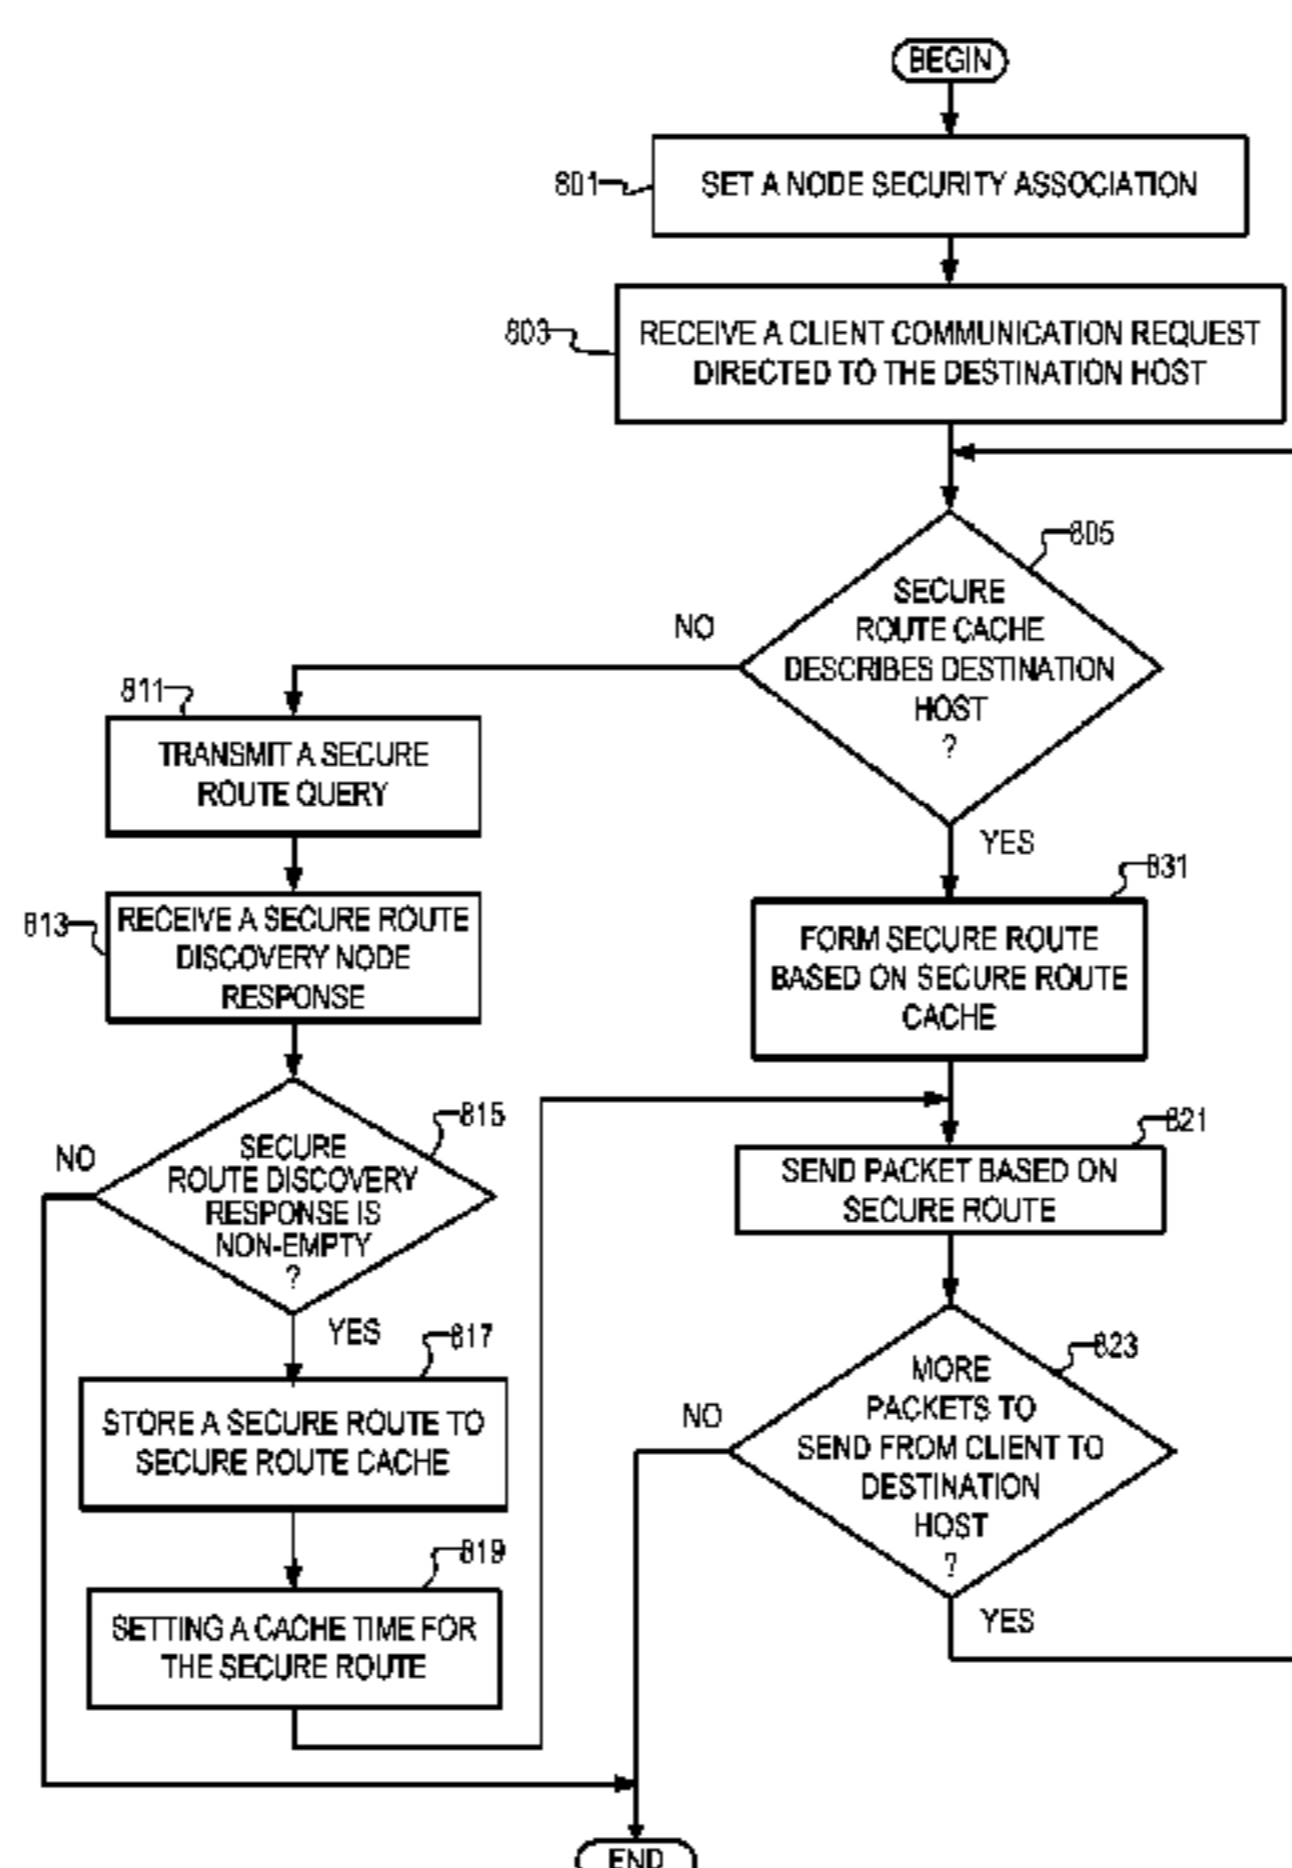 BEGIN
801
SET A NODE SECURITY ASSOCIATION
803
RECEIVE A CLIENT COMMUNICATION REQUEST
DIRECTED TO THE DESTINATION HOST
805
SECURE
ROUTE CACHE
DESCRIBES DESTINATION
HOST
?
NO
YES
811
TRANSMIT A SECURE
ROUTE QUERY
813
RECEIVE A SECURE ROUTE
DISCOVERY NODE
RESPONSE
831
FORM SECURE ROUTE
BASED ON SECURE ROUTE
CACHE
815
SECURE
ROUTE DISCOVERY
RESPONSE IS
NON-EMPTY
?
NO
YES
821
SEND PACKET BASED ON
SECURE ROUTE
817
STORE A SECURE ROUTE TO
SECURE ROUTE CACHE
823
MORE
PACKETS TO
SEND FROM CLIENT TO
DESTINATION
HOST
?
NO
YES
819
SETTING A CACHE TIME FOR
THE SECURE ROUTE
END